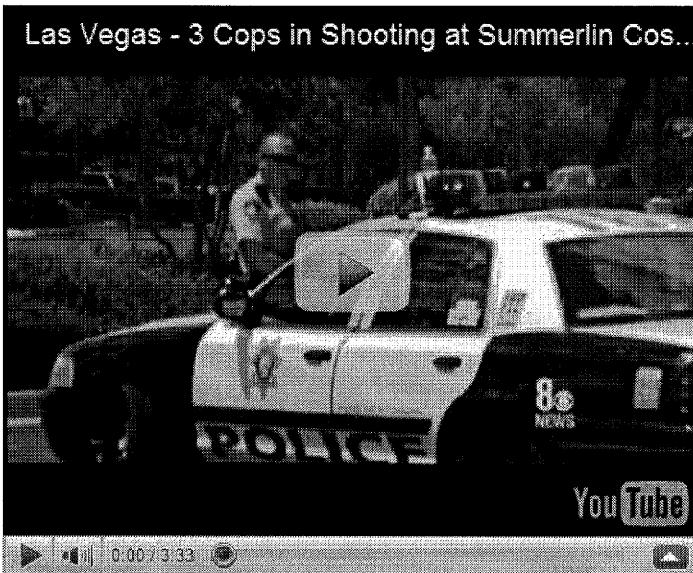 Las Vegas - 3 Cops in Shooting at Summerlin Cos...
8
NEWS
POLICE
You Tube
0:00 / 3:33